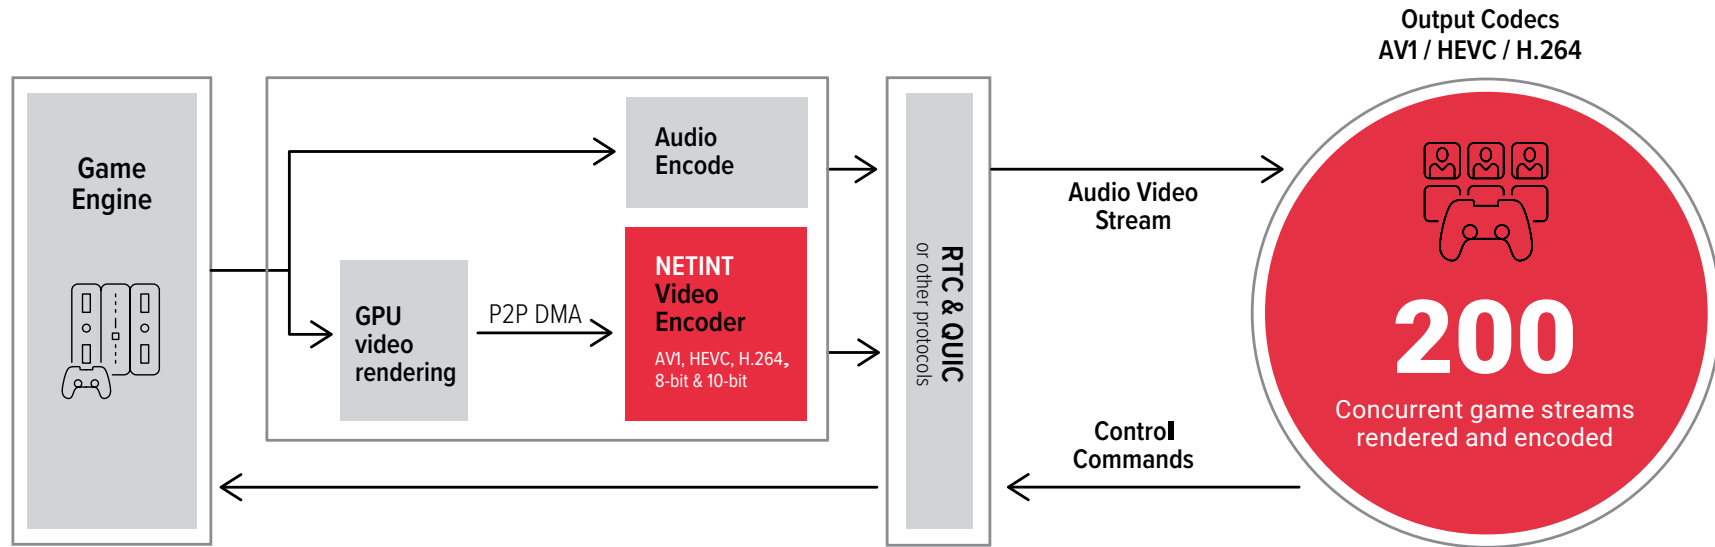 Output Codecs
AV1 / HEVC / H.264
Game
Engine
Audio
Encode
GPU
video
rendering
P2P DMA
NETINT
Video
Encoder
AV1, HEVC, H.264,
8-bit & 10-bit
RTC & QUIC
or other protocols
Audio Video
Stream
Control
Commands
200
Concurrent game streams
rendered and encoded